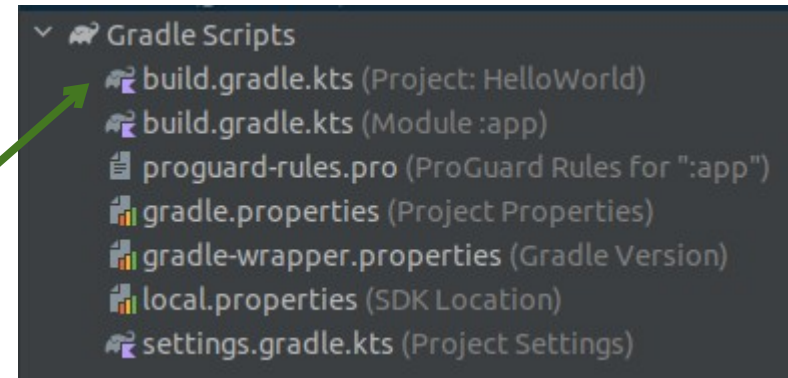 Gradle Scripts
build.gradle.kts (Project: HelloWorld)
build.gradle.kts (Module :app)
proguard-rules.pro (ProGuard Rules for ":app")
gradle.properties (Project Properties)
gradle-wrapper.properties (Gradle Version)
local.properties (SDK Location)
settings.gradle.kts (Project Settings)